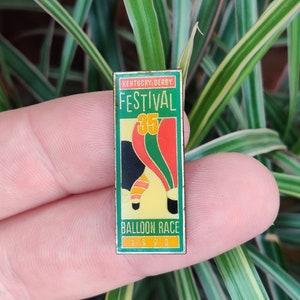 KENTUCKY DERBY
FESTIVAL
35
BALLOON RACE
1990